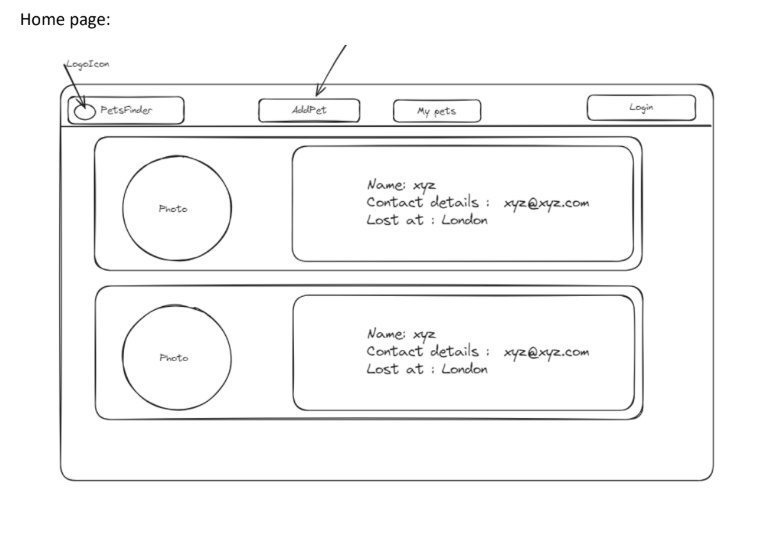 Home page:
LogoIcon
PetsFinder
AddPet
My pets
Login
Photo
Name: xyz
Contact details : xyz@xyz.com
Lost at : London
Photo
Name: xyz
Contact details : xyz@xyz.com
Lost at : London